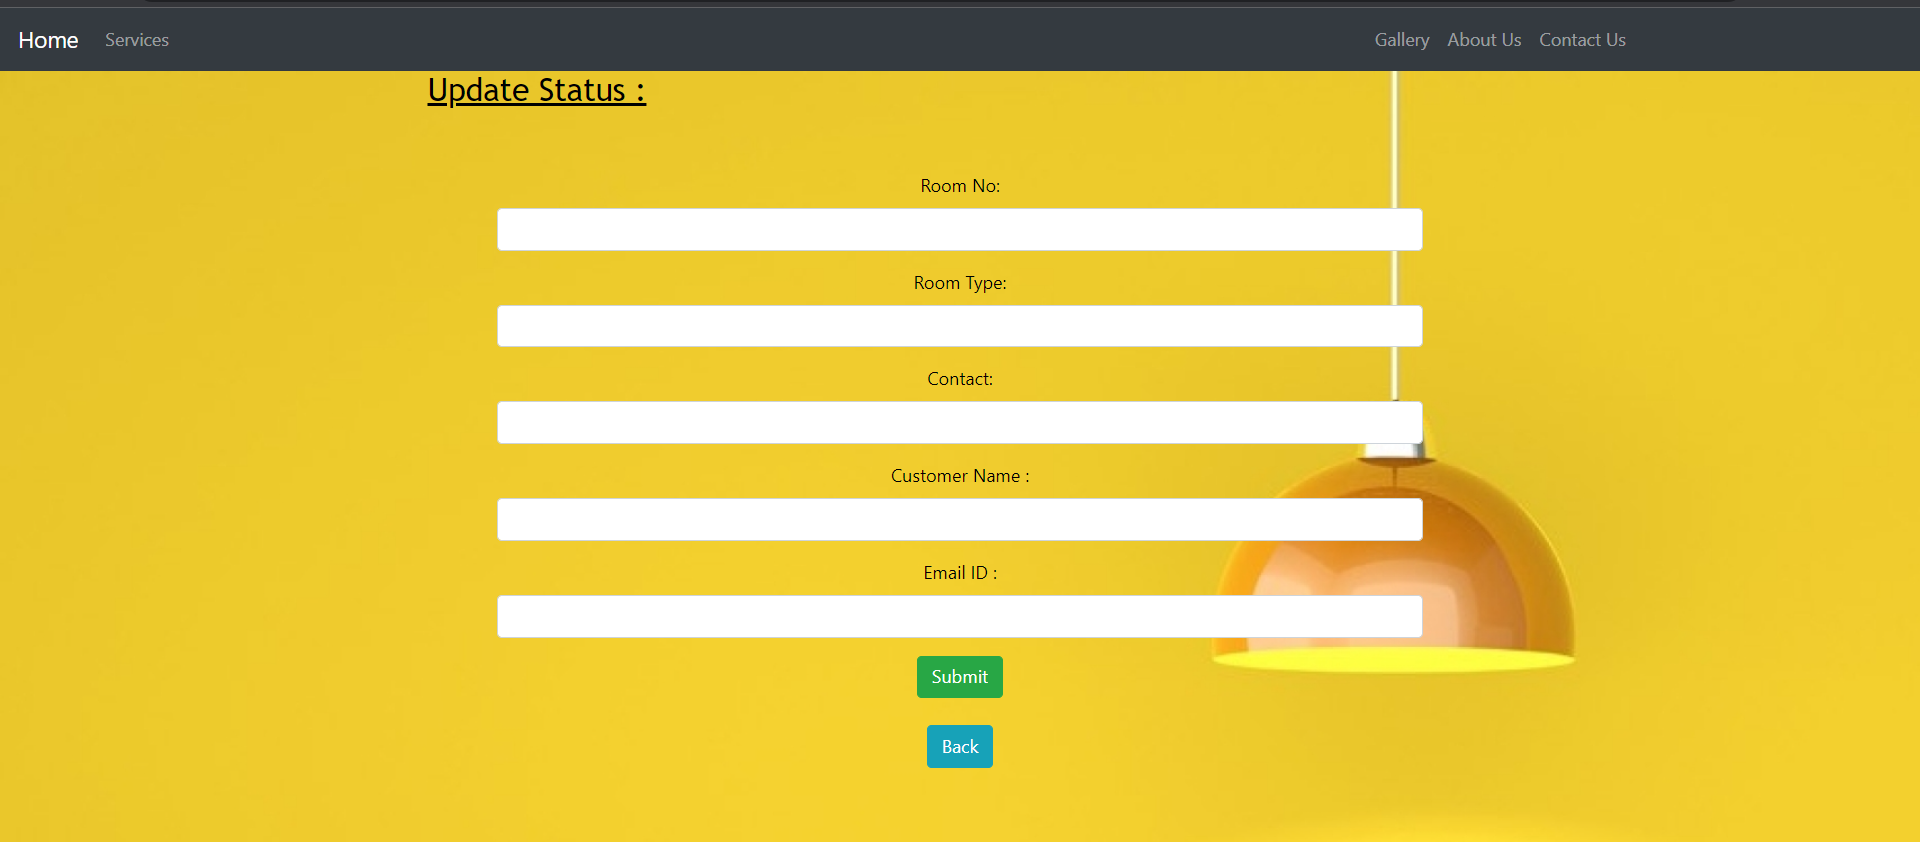 Home Services Gallery About Us Contact Us
Update Status :
Room No:
Room Type:
Contact:
Customer Name :
Email ID :
Submit
Back